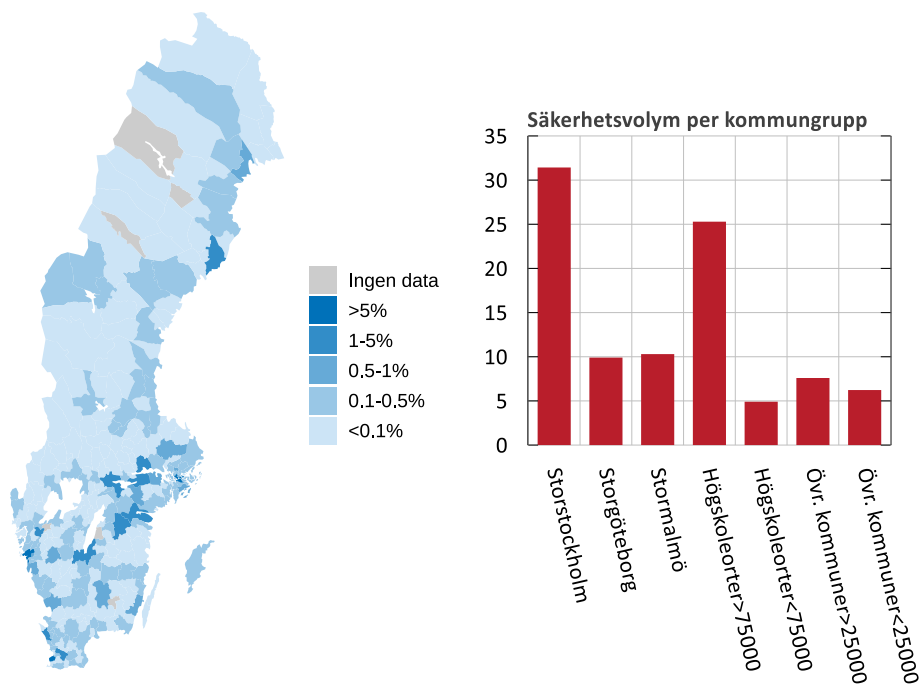 Ingen data
>5%
1-5%
0.5-1%
0.1-0.5%
<0.1%
Säkerhetsvolym per kommungrupp
35
30
25
20
15
10
5
0
Storstockholm
Storgöteborg
Stormalmö
Högskoleorter>75000
Högskoleorter<75000
Övr. kommuner>25000
Övr. kommuner<25000